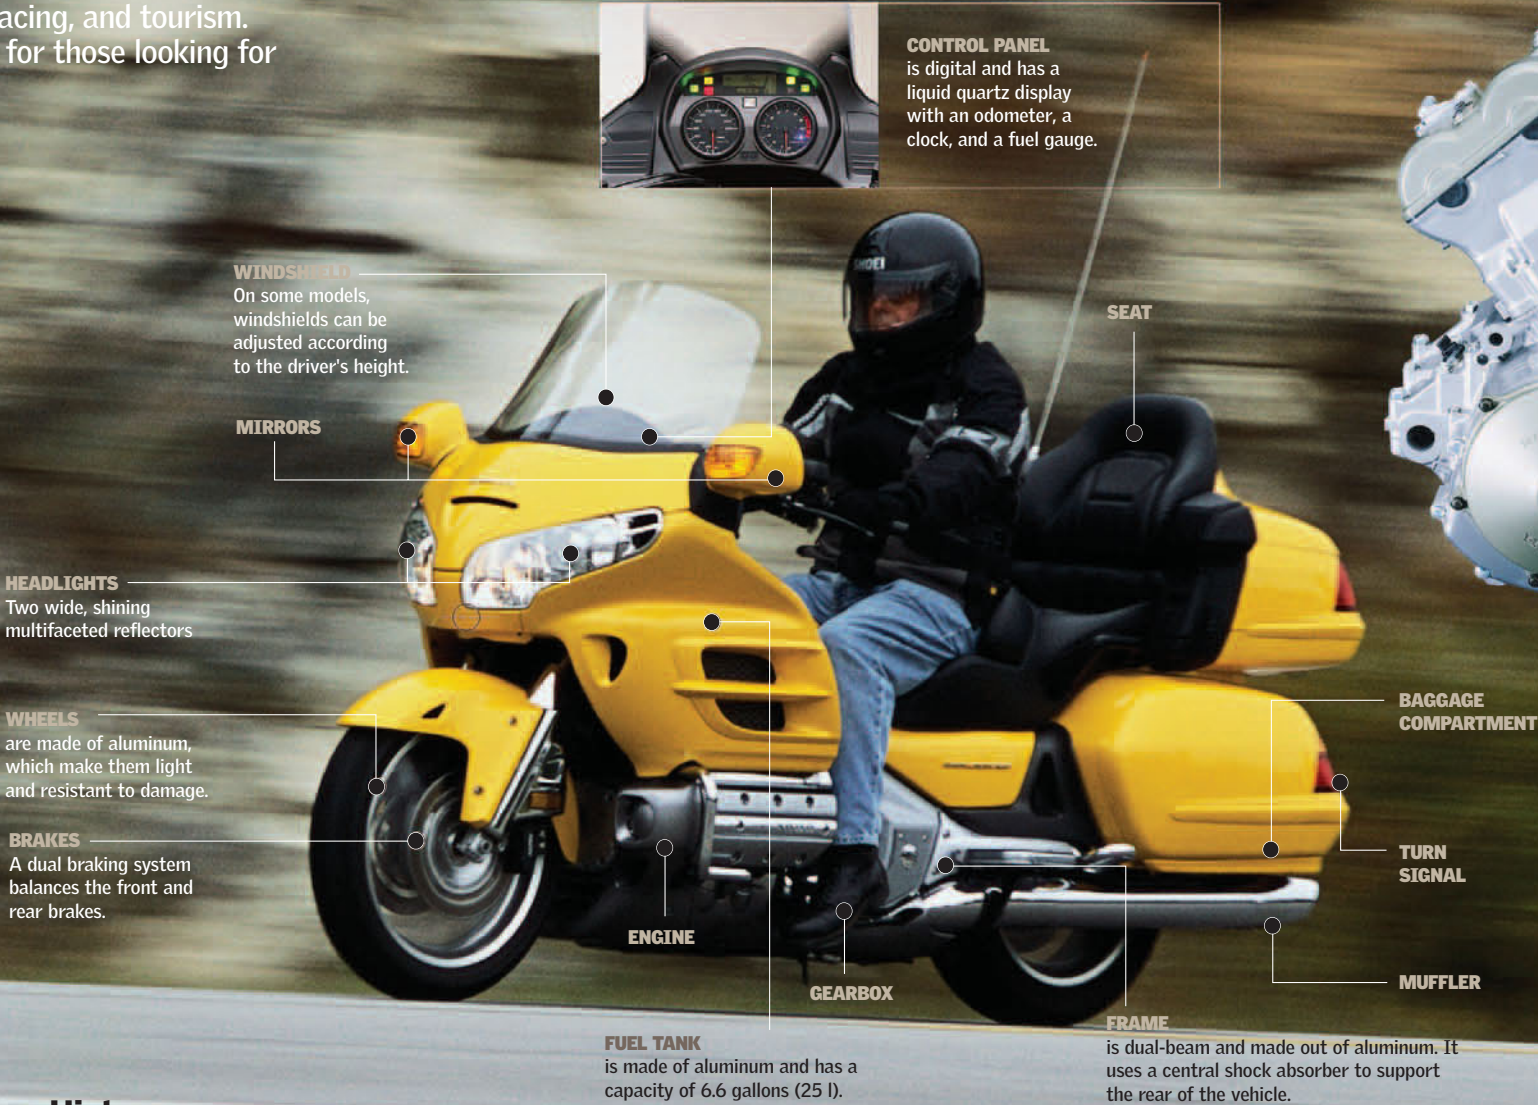 acing, and tourism.
for those looking for
CONTROL PANEL
is digital and has a
liquid quartz display
with an odometer, a
clock, and a fuel gauge.
WINDSHIELD
On some models,
windshields can be
adjusted according
to the driver's height.
SHOEI
SEAT
MIRRORS
HEADLIGHTS
Two wide, shining
multifaceted reflectors
WHEELS
are made of aluminum,
which make them light
and resistant to damage.
BRAKES
A dual braking system
balances the front and
rear brakes.
ENGINE
GEARBOX
FUEL TANK
is made of aluminum and has a
capacity of 6.6 gallons (25 l).
FRAME
is dual-beam and made out of aluminum. It
uses a central shock absorber to support
the rear of the vehicle.
BAGGAGE
COMPARTMENT
TURN
SIGNAL
MUFFLER